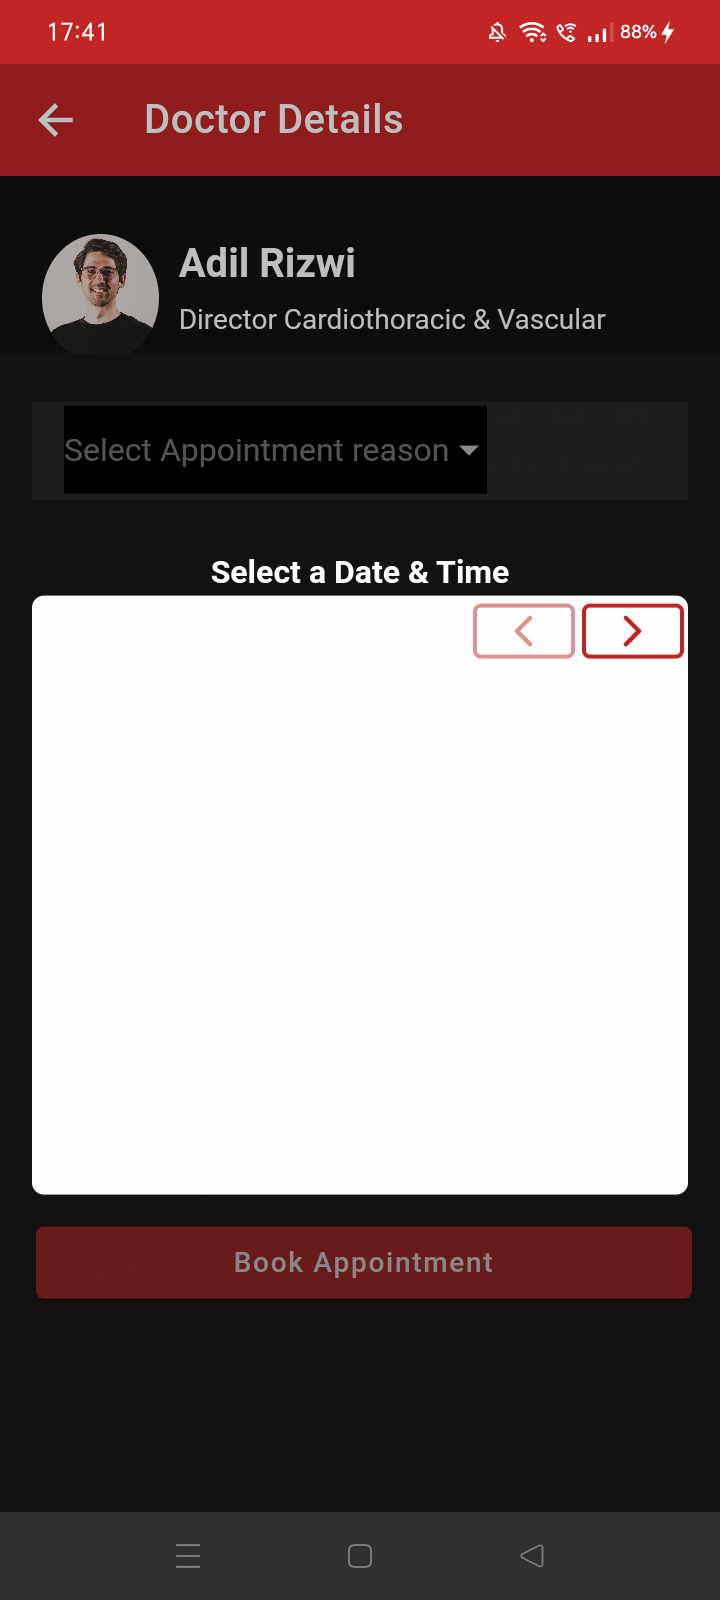 17:41
88%
Doctor Details
Adil Rizwi
Director Cardiothoracic & Vascular
Select Appointment reason
Select a Date & Time
Book Appointment